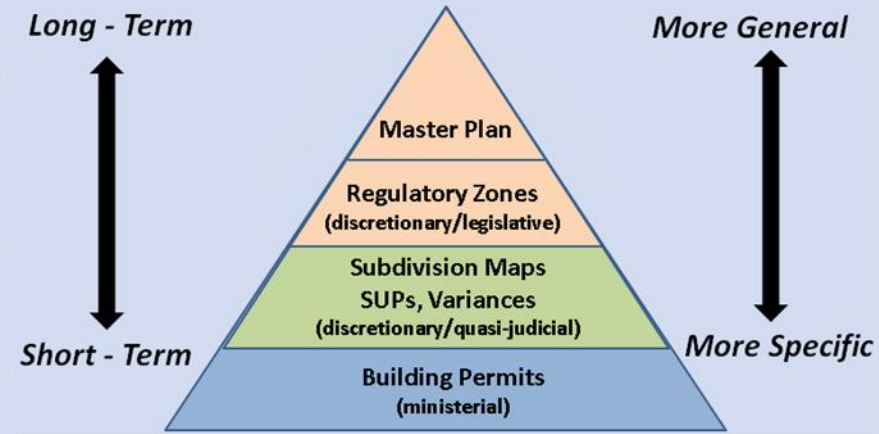 Long - Term
More General
Master Plan
Regulatory Zones
(discretionary/legislative)
Subdivision Maps
SUPs, Variances
(discretionary/quasi-judicial)
Short - Term
More Specific
Building Permits
(ministerial)